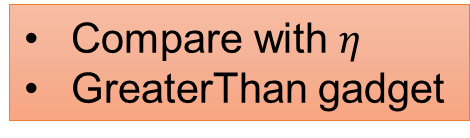 • Compare with η
• GreaterThan gadget